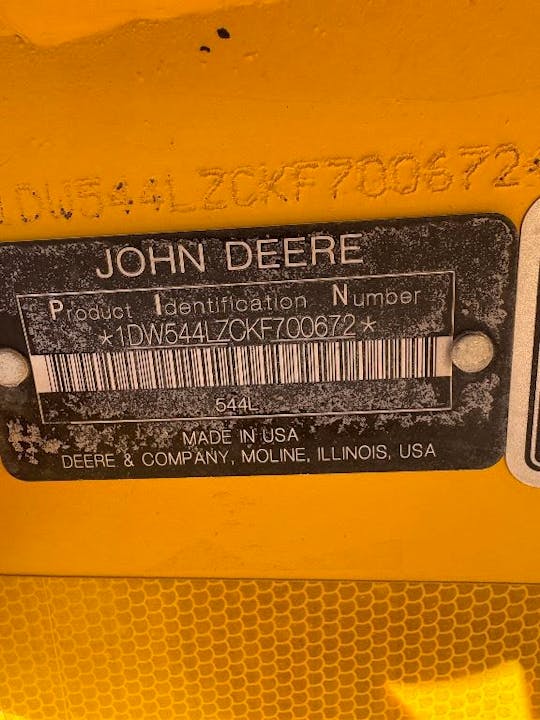 1DW544LZCKF700672*
JOHN DEERE
Product Identification Number
*1DW544LZCKF700672*
544L
MADE IN USA
DEERE & COMPANY, MOLINE, ILLINOIS, USA